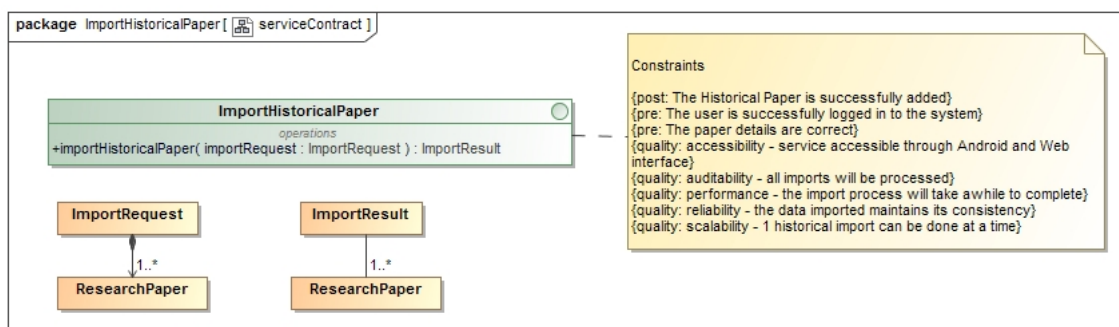 package ImportHistoricalPaper [ serviceContract ]
Constraints
{post: The Historical Paper is successfully added}
{pre: The user is successfully logged in to the system}
{pre: The paper details are correct}
{quality: accessibility - service accessible through Android and Web
interface}
{quality: auditability - all imports will be processed}
{quality: performance - the import process will take awhile to complete}
{quality: reliability - the data imported maintains its consistency}
{quality: scalability - 1 historical import can be done at a time}
ImportHistoricalPaper
operations
+importHistoricalPaper( importRequest : ImportRequest ) : ImportResult
ImportRequest
1..*
ResearchPaper
ImportResult
1..*
ResearchPaper